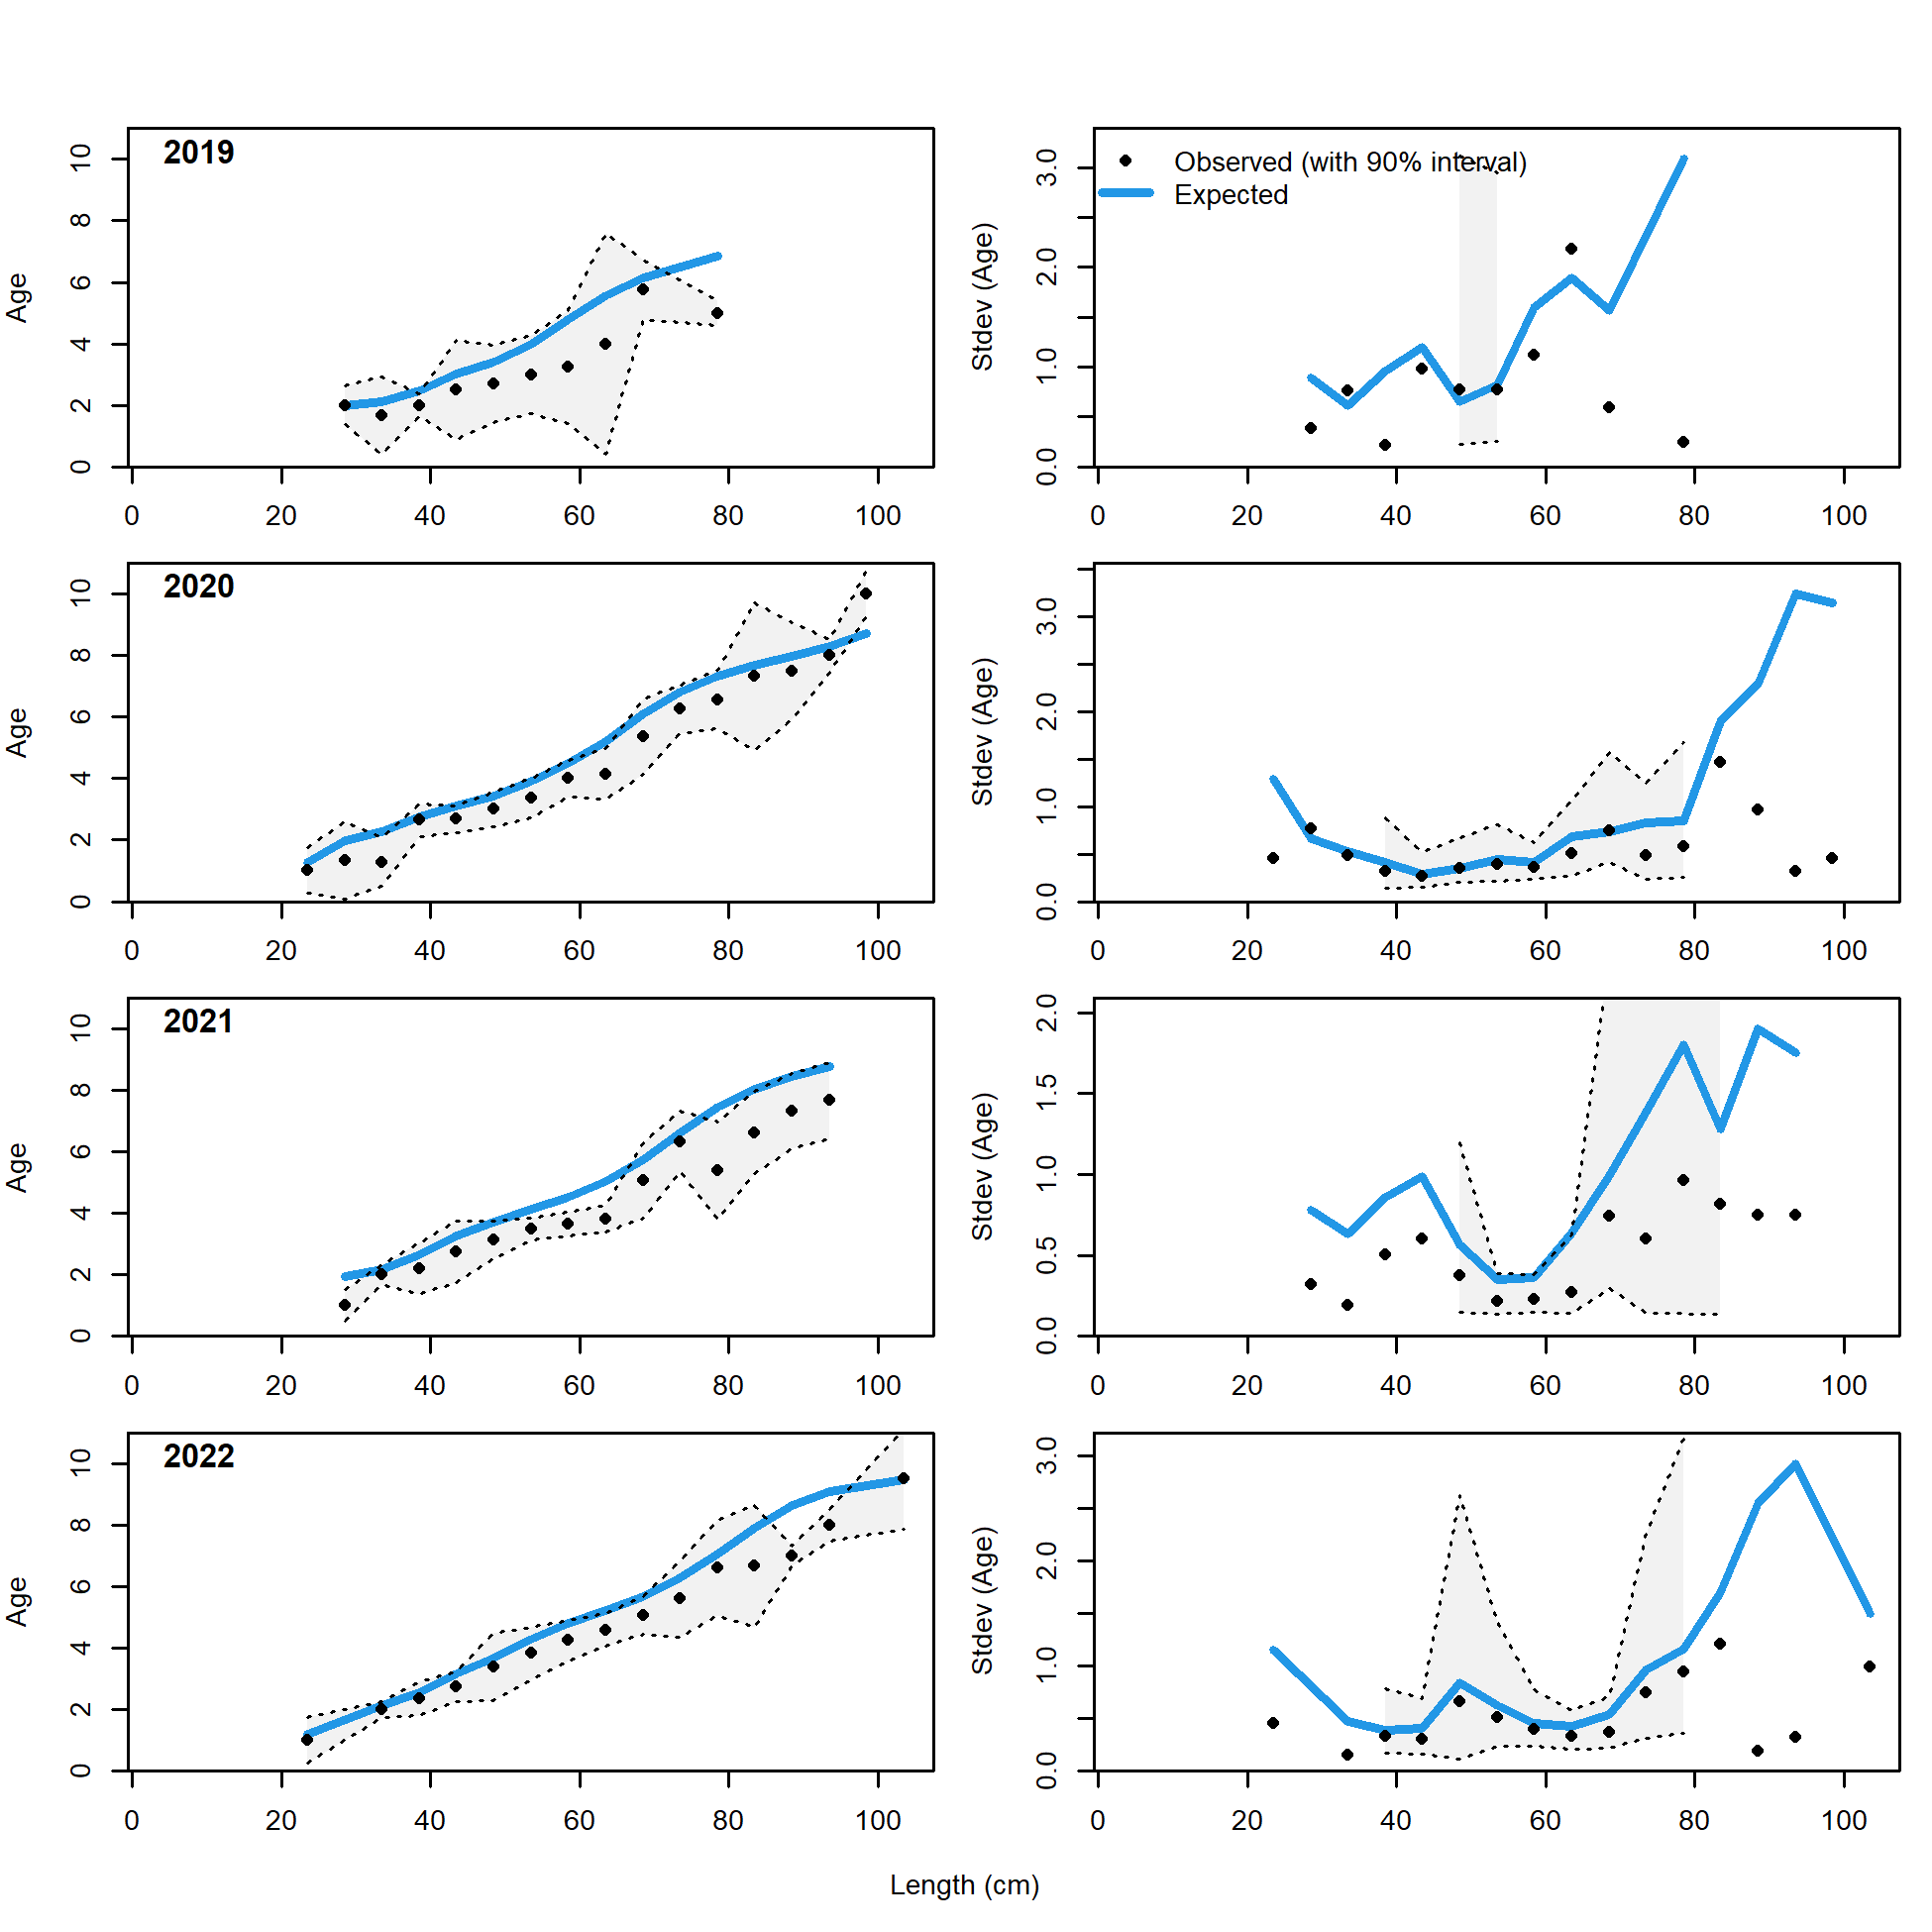 2019
Age
0 2 4 6 8 10
0 20 40 60 80 100
Observed (with 90% interval)
Expected
Stdev (Age)
0.0 1.0 2.0 3.0
0 20 40 60 80 100
2020
Age
0 2 4 6 8 10
0 20 40 60 80 100
Stdev (Age)
0.0 1.0 2.0 3.0
0 20 40 60 80 100
2021
Age
0 2 4 6 8 10
0 20 40 60 80 100
Stdev (Age)
0.0 0.5 1.0 1.5 2.0
0 20 40 60 80 100
2022
Age
0 2 4 6 8 10
0 20 40 60 80 100
Stdev (Age)
0.0 1.0 2.0 3.0
0 20 40 60 80 100
Length (cm)